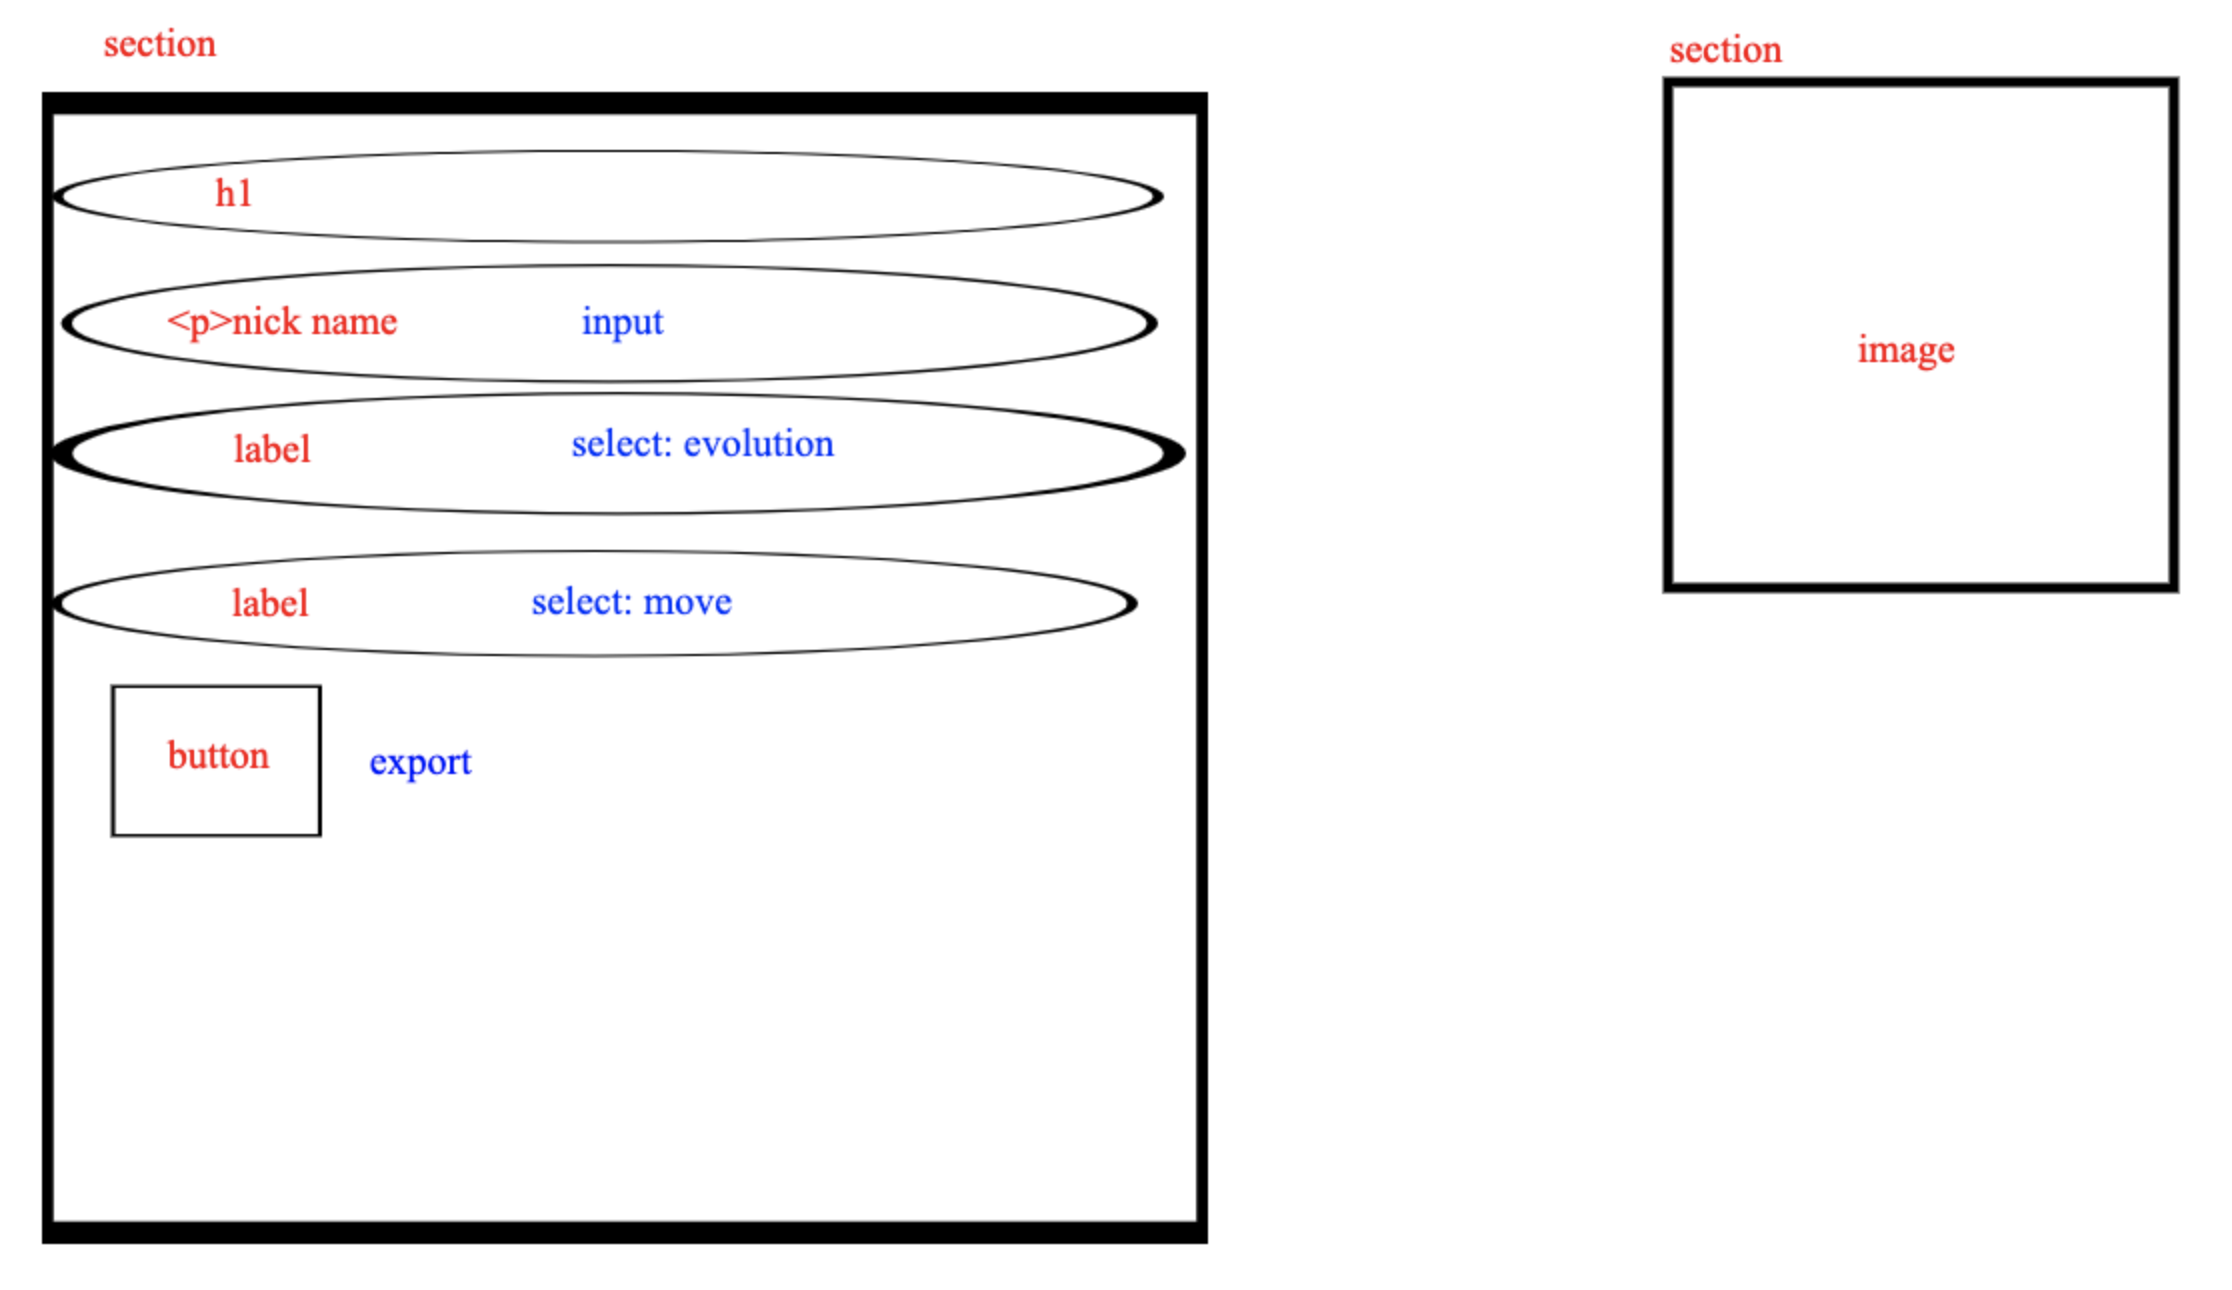 section
h1
<p>nick name
input
label
select: evolution
label
select: move
button
export
section
image